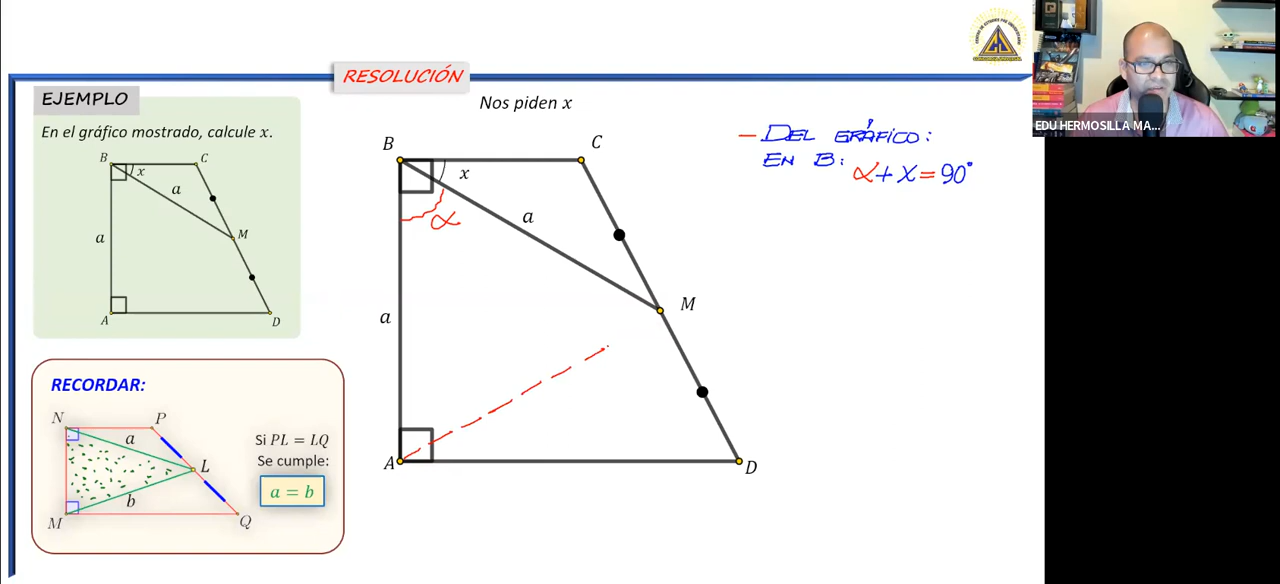 RESOLUCIÓN
EJEMPLO
En el gráfico mostrado, calcule x.
B
C
x
a
a
M
A
D
RECORDAR:
N
P
a
L
b
M
Q
Si PL = LQ
Se cumple:
a = b
Nos piden x
B
C
x
α
a
M
a
A
D
- DEL GRÁFICO:
EN B:
α + x = 90°
EDU HERMOSILLA MA...